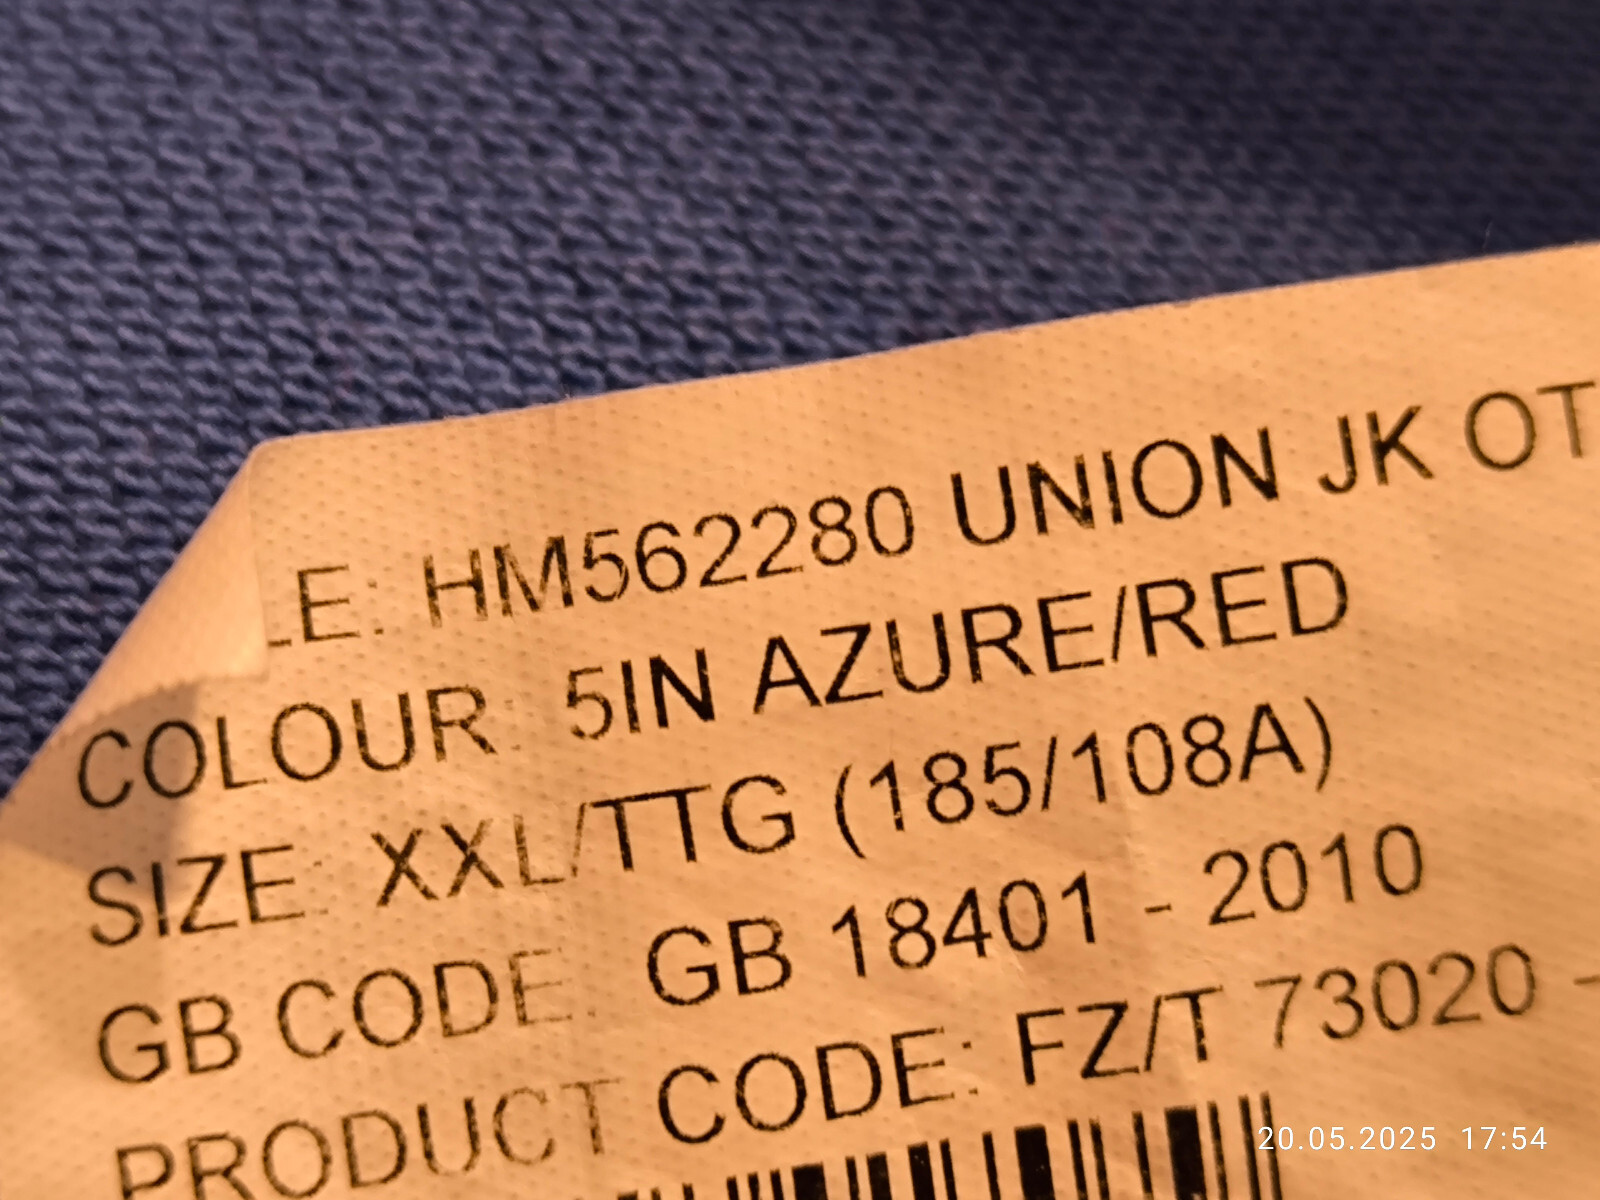 LE: HM562280 UNION JK OT
COLOUR: 5IN AZURE/RED
SIZE: XXL/TTG (185/108A)
GB CODE: GB 18401 - 2010
PRODUCT CODE: FZ/T 73020 -
20.05.2025 17:54